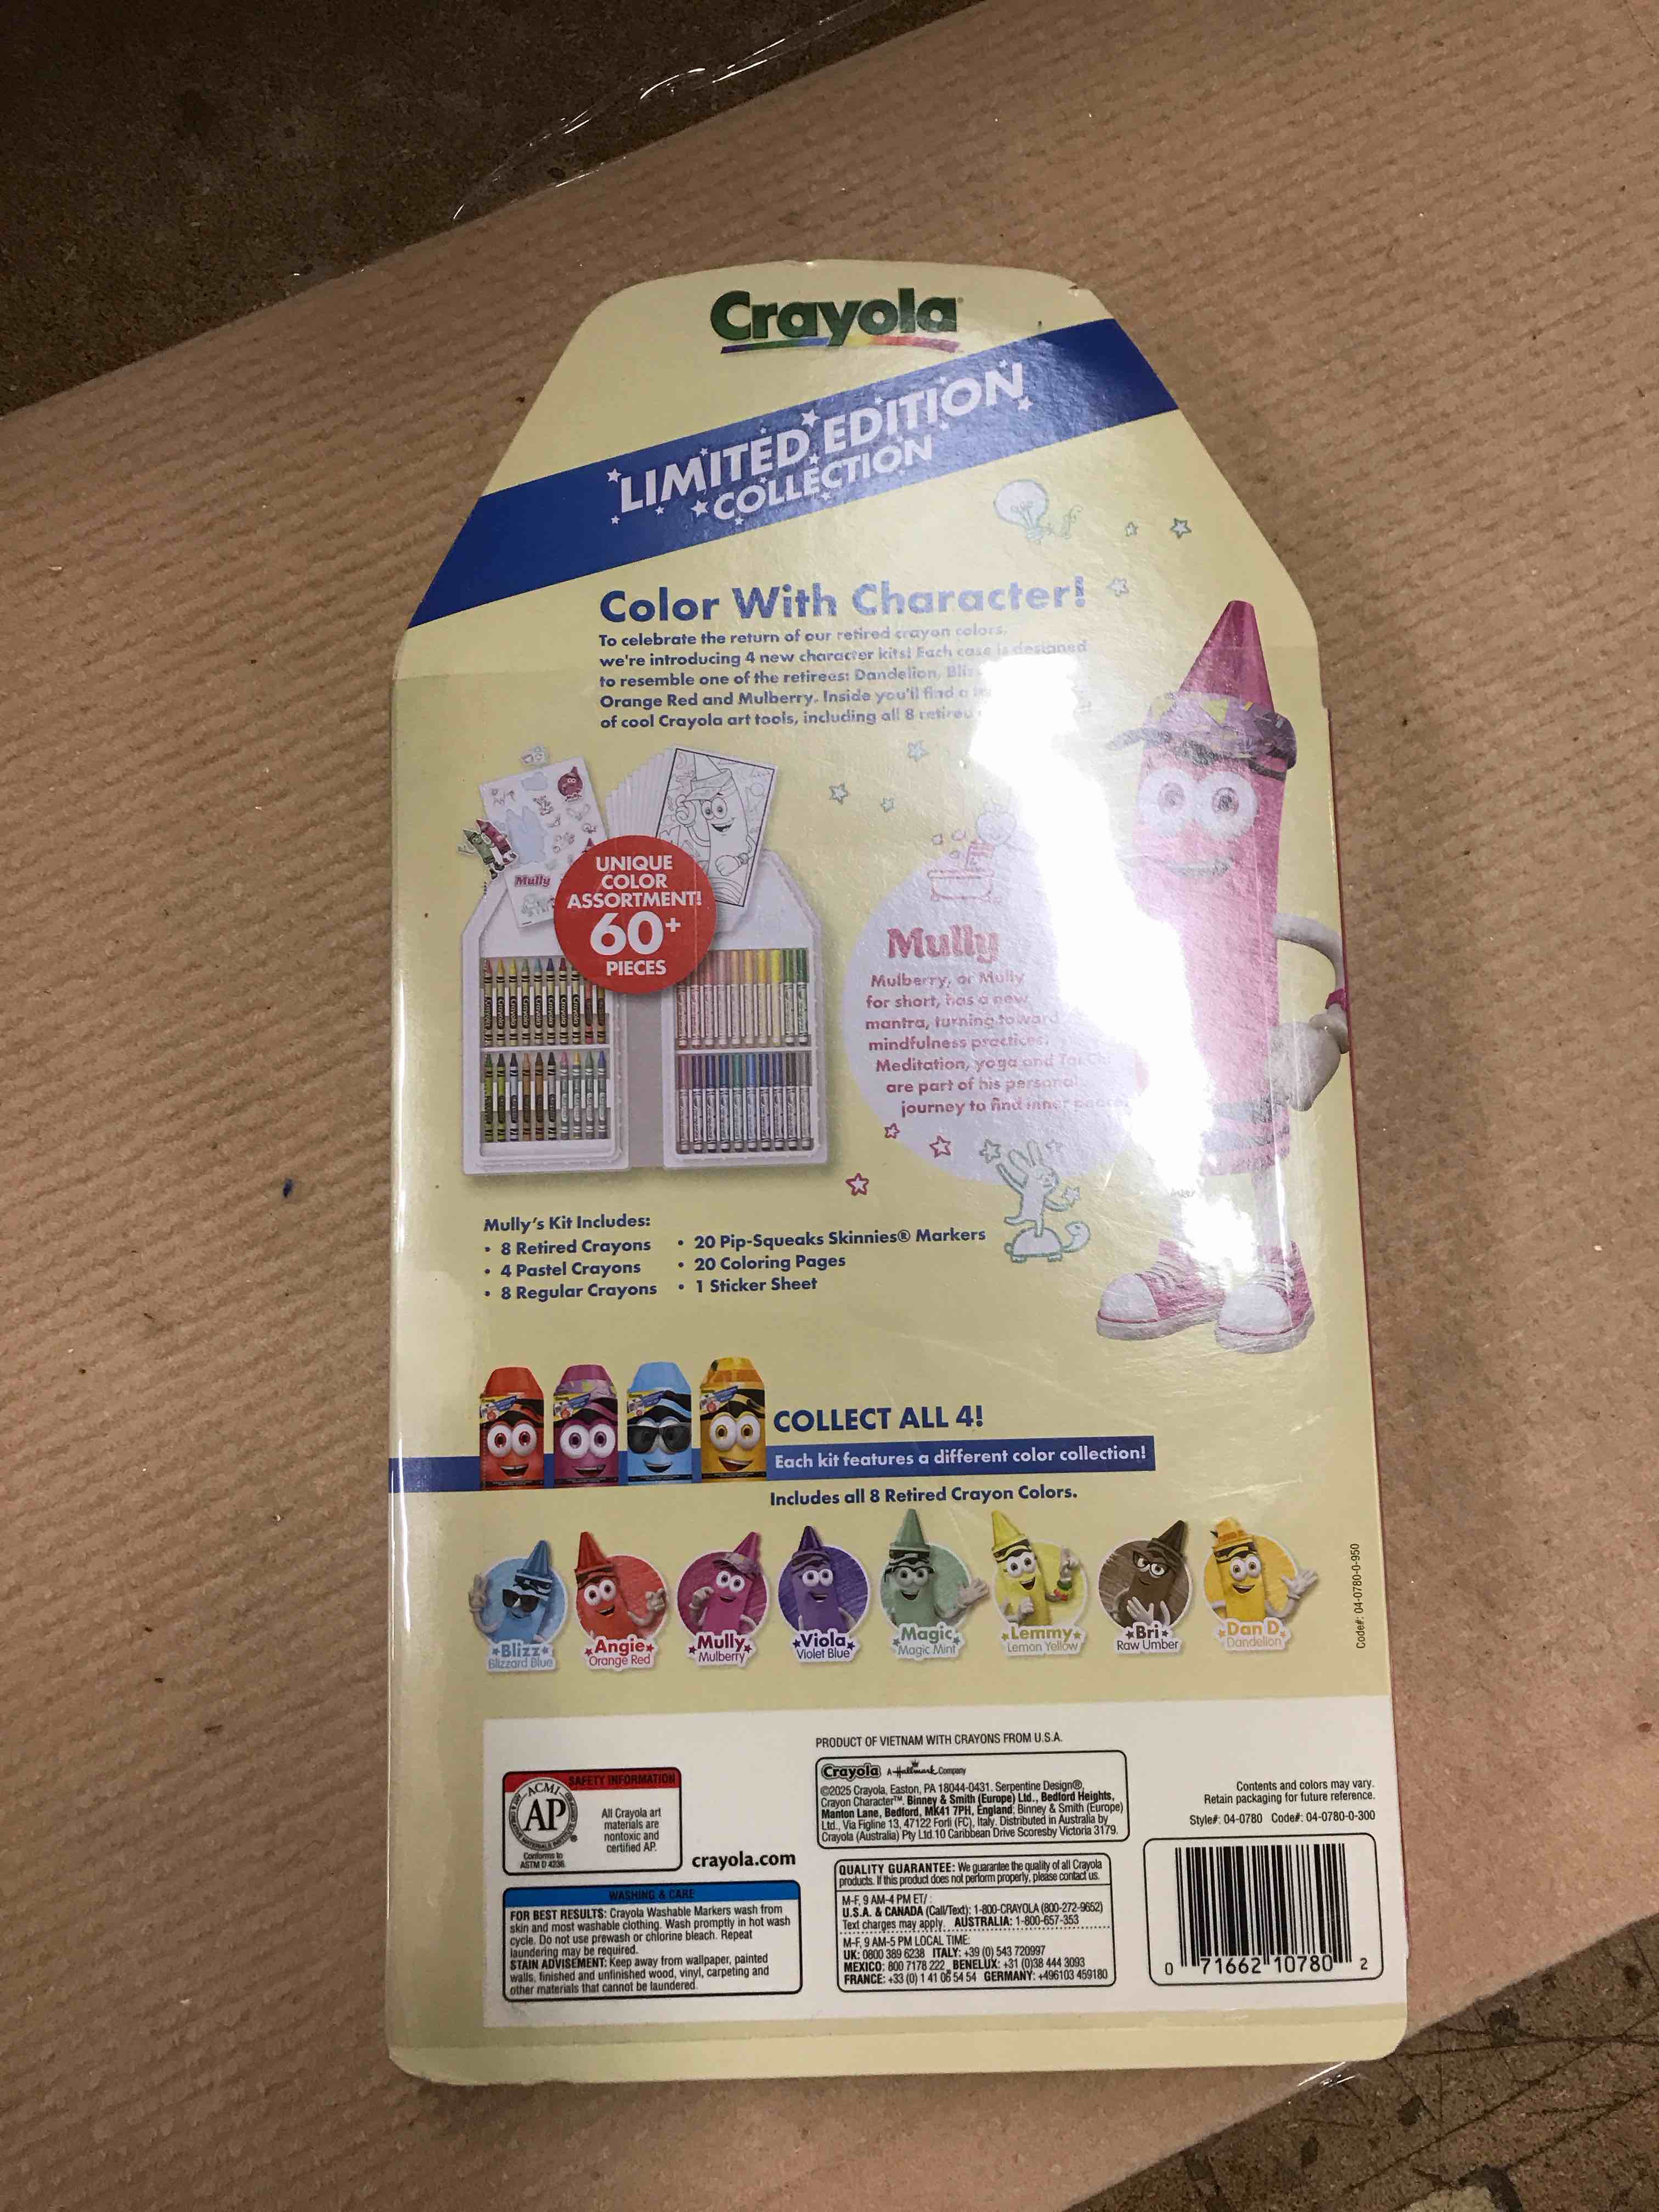 Crayola
LIMITED EDITION
COLLECTION
Color With Character!
To celebrate the return of our retired crayon colors,
we're introducing 4 new character kits! Each case is designed
to resemble one of the retirees: Dandelion,
Orange Red and Mulberry. Inside you'll find a
of cool Crayola art tools, including all 8 retired
Mully
UNIQUE
COLOR
ASSORTMENT!
60+
PIECES
Mully
Mulberry, or Mully
for short, has a new
mantra, turning toward
mindfulness practices.
Meditation, yoga and Tai Chi
are part of his personal
journey to find inner peace.
Mully's Kit Includes:
• 8 Retired Crayons
• 4 Pastel Crayons
• 8 Regular Crayons
• 20 Pip-Squeaks Skinnies® Markers
• 20 Coloring Pages
• 1 Sticker Sheet
COLLECT ALL 4!
Each kit features a different color collection!
Includes all 8 Retired Crayon Colors.
Blizz
Blizzard Blue
Angie
Orange Red
Mully
Mulberry
Viola
Violet Blue
Magic
Magic Mint
Lemmy
Lemon Yellow
Bri
Raw Umber
Dan D.
Dandelion
Code#: 04-0780-0-950
PRODUCT OF VIETNAM WITH CRAYONS FROM U.S.A.
SAFETY INFORMATION
ACMI
AP
Conforms to
ASTM D 4236
All Crayola art
materials are
nontoxic and
certified AP.
crayola.com
WASHING & CARE
FOR BEST RESULTS: Crayola Washable Markers wash from
skin and most washable clothing. Wash promptly in hot wash
cycle. Do not use prewash or chlorine bleach. Repeat
laundering may be required.
STAIN ADVISEMENT: Keep away from wallpaper, painted
walls, finished and unfinished wood, vinyl, carpeting and
other materials that cannot be laundered.
Crayola A Hallmark Company
©2025 Crayola, Easton, PA 18044-0431. Serpentine Design®,
Crayon Character™. Binney & Smith (Europe) Ltd., Bedford Heights,
Manton Lane, Bedford, MK41 7PH, England; Binney & Smith (Europe)
Ltd., Via Figline 13, 47122 Forlì (FC), Italy. Distributed in Australia by
Crayola (Australia) Pty Ltd.10 Caribbean Drive Scoresby Victoria 3179.
QUALITY GUARANTEE: We guarantee the quality of all Crayola
products. If this product does not perform properly, please contact us.
M-F, 9 AM-4 PM ET/:
U.S.A. & CANADA (Call/Text): 1-800-CRAYOLA (800-272-9652)
Text charges may apply. AUSTRALIA: 1-800-657-353
M-F, 9 AM-5 PM LOCAL TIME:
UK: 0800 389 6238 ITALY: +39 (0) 543 720997
MEXICO: 800 7178 222 BENELUX: +31 (0)38 444 3093
FRANCE: +33 (0) 1 41 06 54 54 GERMANY: +496103 459180
Contents and colors may vary.
Retain packaging for future reference.
Style#: 04-0780 Code#: 04-0780-0-300
0 71662 10780 2